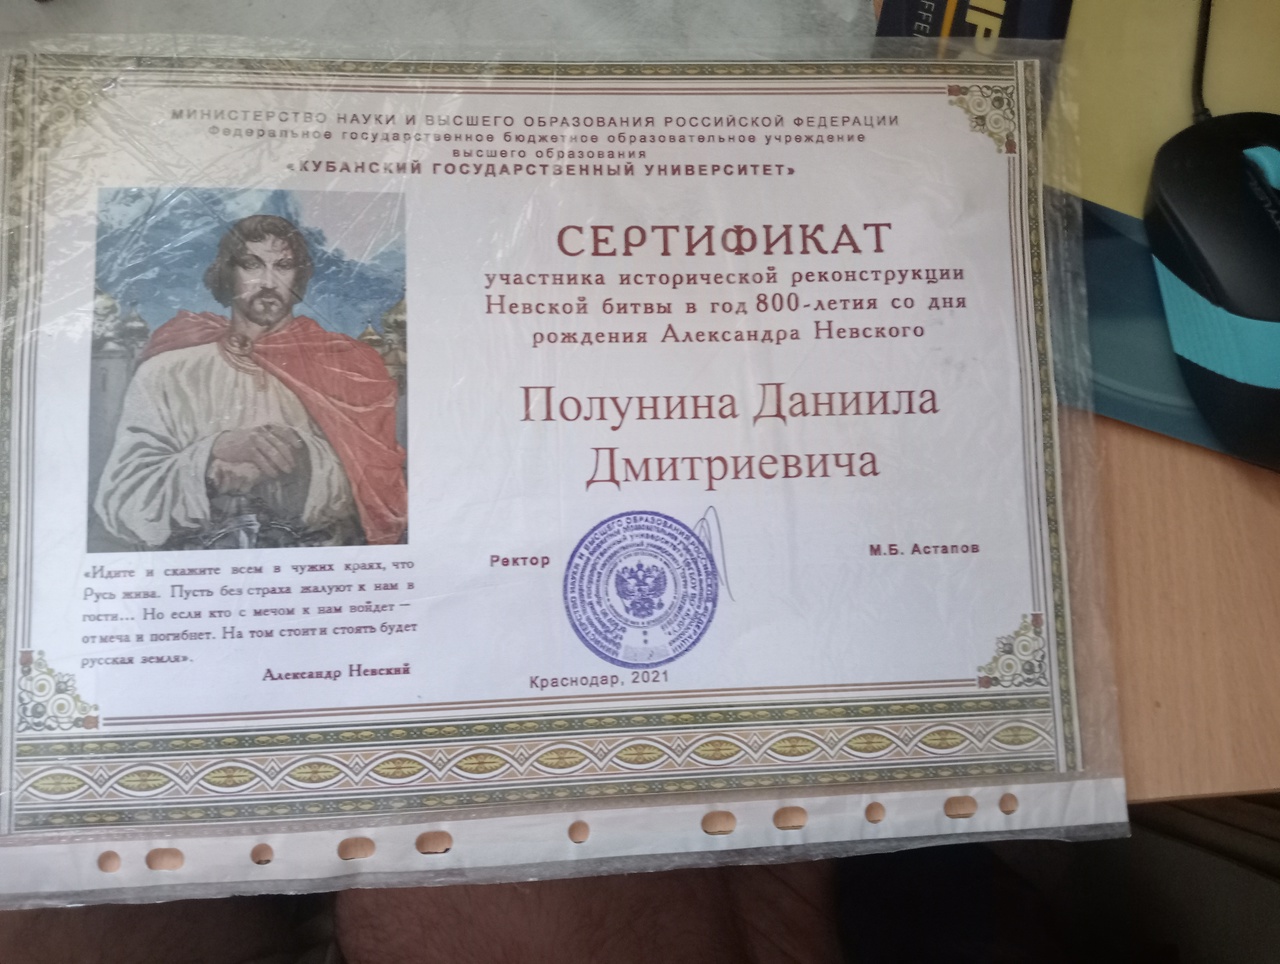 МИНИСТЕРСТВО НАУКИ И ВЫСШЕГО ОБРАЗОВАНИЯ РОССИЙСКОЙ ФЕДЕРАЦИИ
Федеральное государственное бюджетное образовательное учреждение
высшего образования
«КУБАНСКИЙ ГОСУДАРСТВЕННЫЙ УНИВЕРСИТЕТ»
СЕРТИФИКАТ
участника исторической реконструкции
Невской битвы в год 800-летия со дня
рождения Александра Невского
Полунина Даниила
Дмитриевича
Ректор
М.Б. Астапов
Краснодар, 2021
«Идите и скажите всем в чужих краях, что
Русь жива. Пусть без страха жалуют к нам в
гости... Но если кто с мечом к нам войдет –
от меча и погибнет. На том стоит и стоять будет
русская земля».
Александр Невский